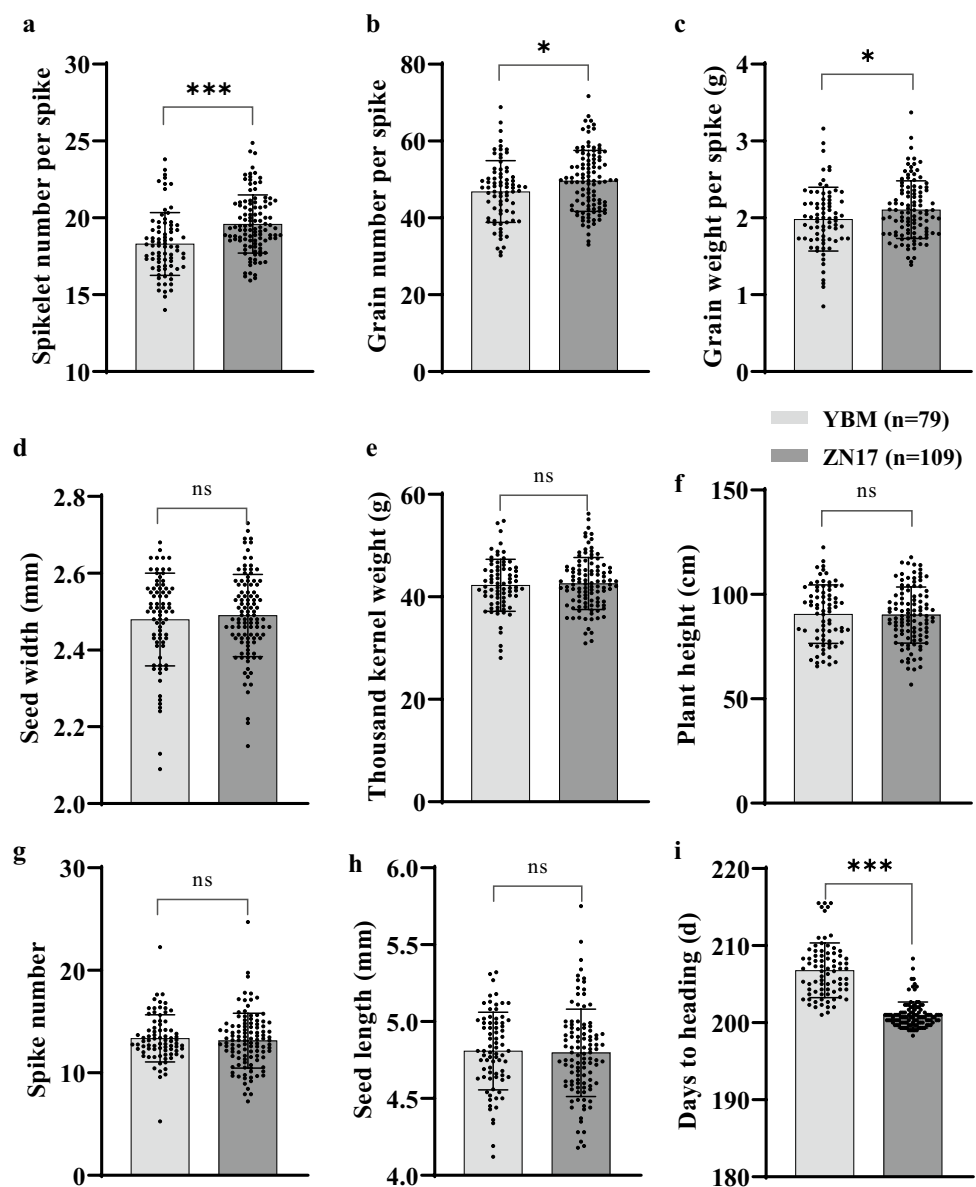 a
Spikelet number per spike
30
25
20
15
10
***
b
Grain number per spike
80
60
40
20
0
*
c
Grain weight per spike (g)
4
3
2
1
0
*
YBM (n=79)
ZN17 (n=109)
d
Seed width (mm)
2.8
2.6
2.4
2.2
2.0
ns
e
Thousand kernel weight (g)
60
40
20
0
ns
f
Plant height (cm)
150
100
50
0
ns
g
Spike number
30
20
10
0
ns
h
Seed length (mm)
6.0
5.5
5.0
4.5
4.0
ns
i
Days to heading (d)
220
210
200
190
180
***